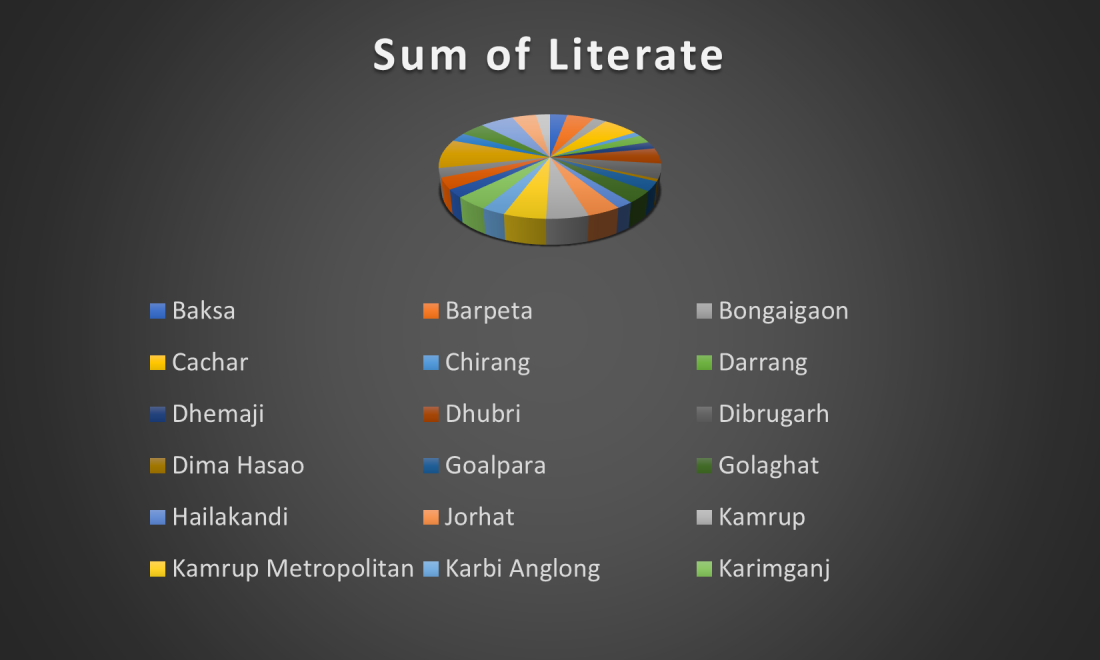 Sum of Literate
Baksa Barpeta Bongaigaon
Cachar Chirang Darrang
Dhemaji Dhubri Dibrugarh
Dima Hasao Goalpara Golaghat
Hailakandi Jorhat Kamrup
Kamrup Metropolitan Karbi Anglong Karimganj